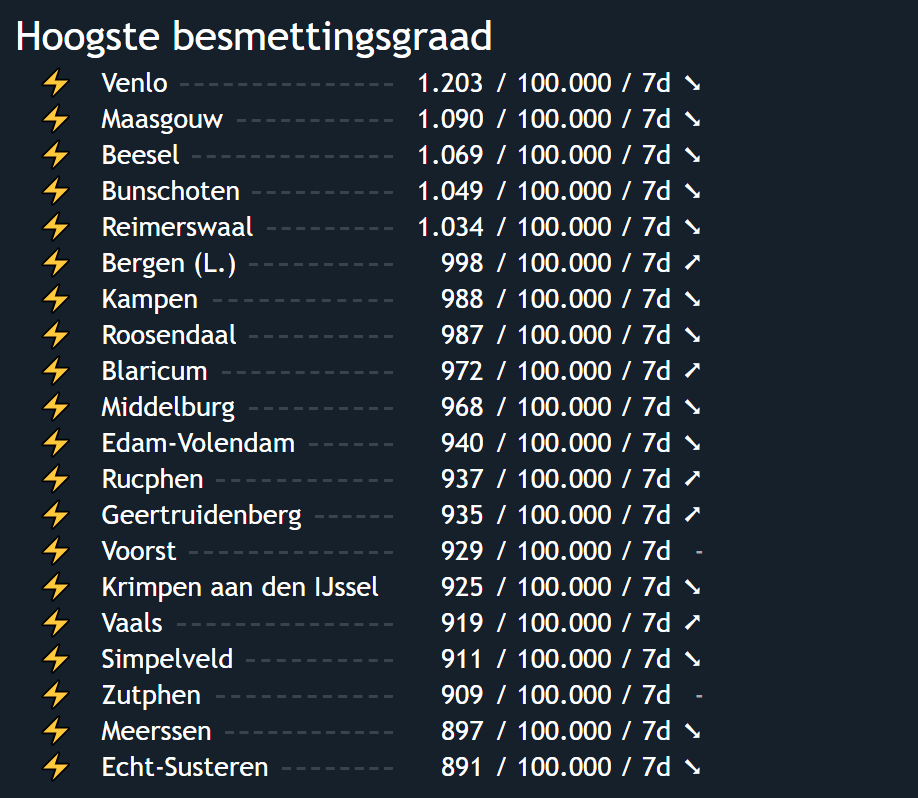 Hoogste besmettingsgraad
⚡ Venlo -------------- 1.203 / 100.000 / 7d ➘
⚡ Maasgouw ---------- 1.090 / 100.000 / 7d ➘
⚡ Beesel ------------- 1.069 / 100.000 / 7d ➘
⚡ Bunschoten --------- 1.049 / 100.000 / 7d ➘
⚡ Reimerswaal -------- 1.034 / 100.000 / 7d ➘
⚡ Bergen (L.) --------- 998 / 100.000 / 7d ➚
⚡ Kampen ------------ 988 / 100.000 / 7d ➘
⚡ Roosendaal --------- 987 / 100.000 / 7d ➘
⚡ Blaricum ----------- 972 / 100.000 / 7d ➚
⚡ Middelburg --------- 968 / 100.000 / 7d ➘
⚡ Edam-Volendam ----- 940 / 100.000 / 7d ➘
⚡ Rucphen ----------- 937 / 100.000 / 7d ➚
⚡ Geertruidenberg ----- 935 / 100.000 / 7d ➚
⚡ Voorst ------------- 929 / 100.000 / 7d -
⚡ Krimpen aan den IJssel 925 / 100.000 / 7d ➘
⚡ Vaals -------------- 919 / 100.000 / 7d ➚
⚡ Simpelveld --------- 911 / 100.000 / 7d ➘
⚡ Zutphen ----------- 909 / 100.000 / 7d -
⚡ Meerssen ---------- 897 / 100.000 / 7d ➘
⚡ Echt-Susteren ------- 891 / 100.000 / 7d ➘